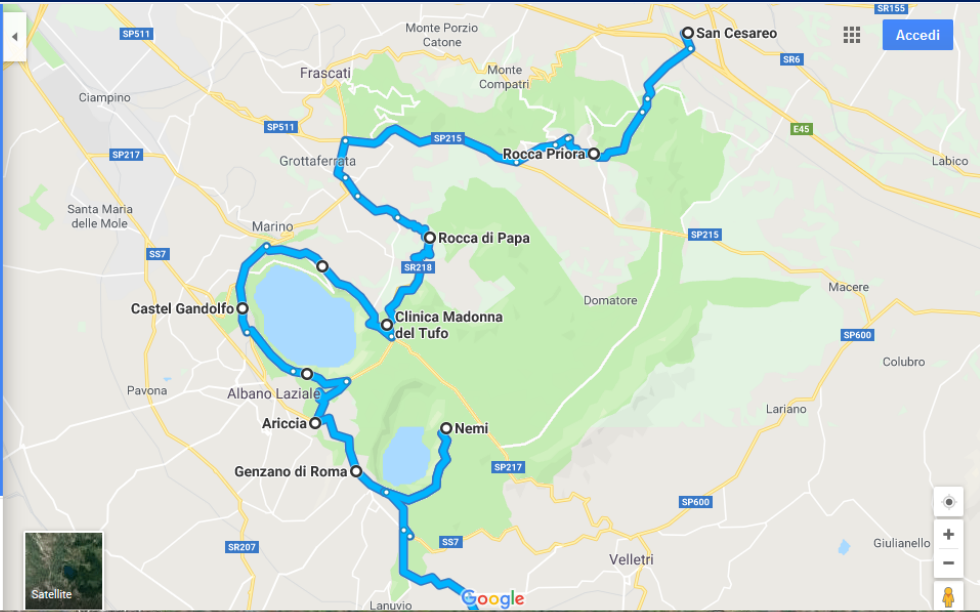 SR155
SP511
Monte Porzio
Catone
San Cesareo
Accedi
SR6
Frascati
Monte
Compatri
Ciampino
SP511
SP215
E45
SP217
Grottaferrata
Rocca Priora
Labico
Santa Maria
delle Mole
Marino
Rocca di Papa
SP215
SS7
SR218
Macere
Castel Gandolfo
Domatore
Clinica Madonna
del Tufo
SP600
Colubro
Pavona
Albano Laziale
Lariano
Ariccia
Nemi
Genzano di Roma
SP217
SP600
SR207
SS7
Giulianello
Velletri
Satellite
Google
Lanuvio